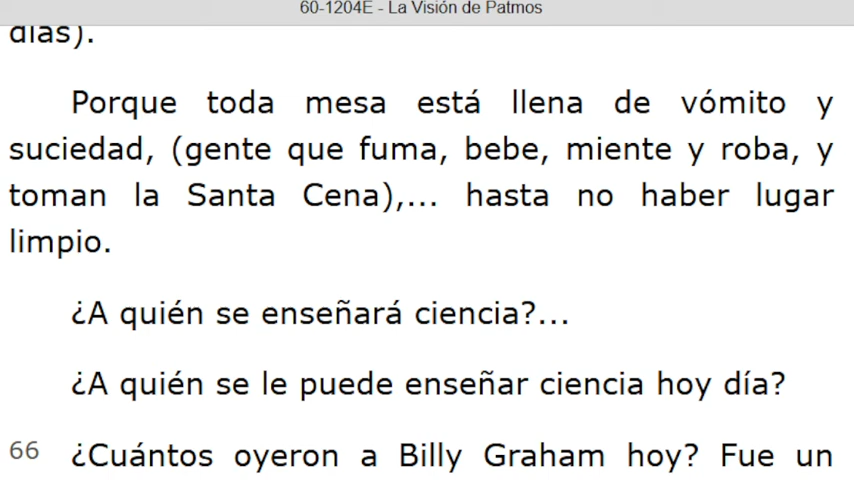 60-1204E - La Visión de Patmos
días).
Porque toda mesa está llena de vómito y
suciedad, (gente que fuma, bebe, miente y roba, y
toman la Santa Cena),... hasta no haber lugar
limpio.
¿A quién se enseñará ciencia?...
¿A quién se le puede enseñar ciencia hoy día?
66 ¿Cuántos oyeron a Billy Graham hoy? Fue un